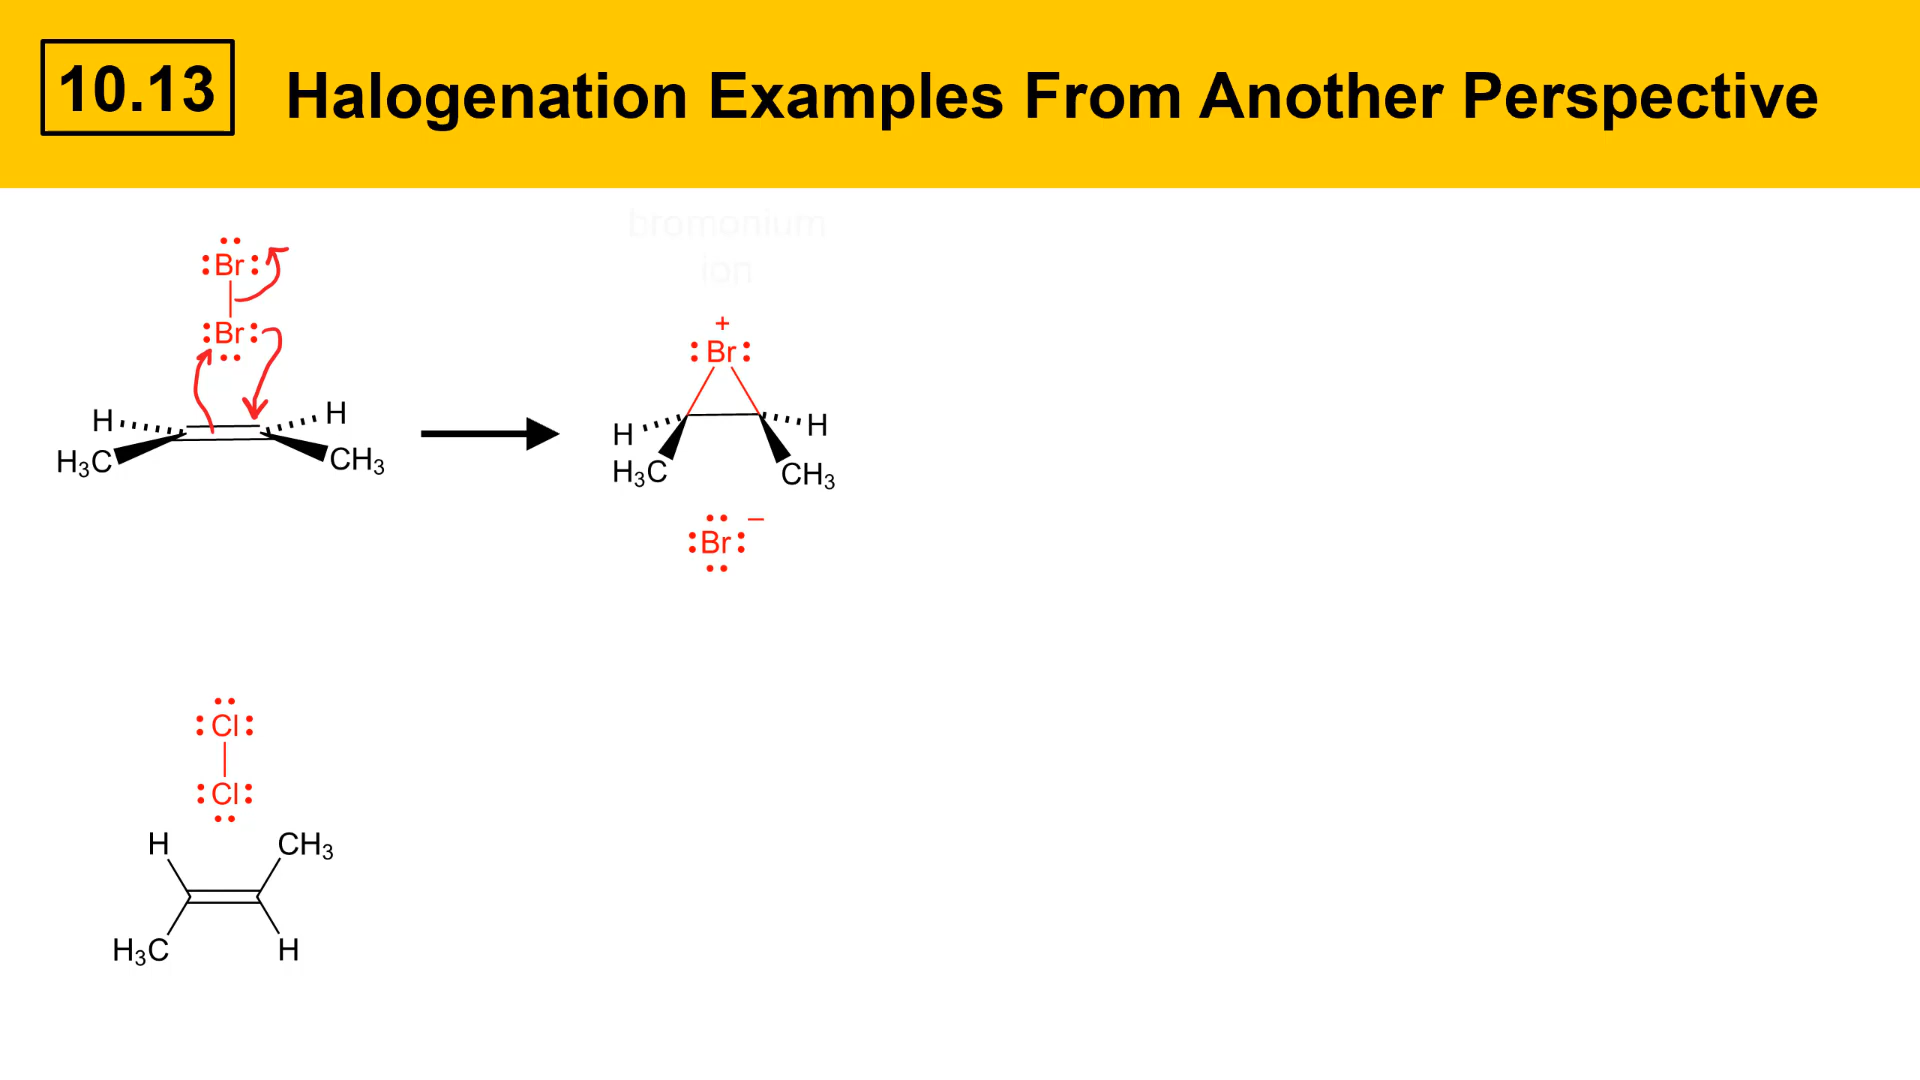 10.13
Halogenation Examples From Another Perspective
bromonium
ion
Br
Br
H
H
H₃C
CH₃
+
Br
H
H
H₃C
CH₃
Br −
Cl
Cl
H
CH₃
H₃C
H